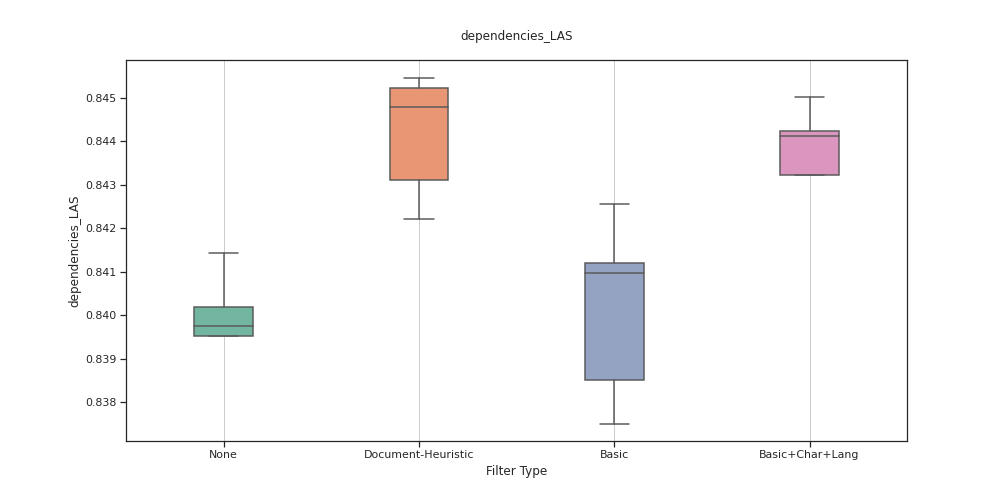 dependencies_LAS
dependencies_LAS
0.845
0.844
0.843
0.842
0.841
0.840
0.839
0.838
None
Document-Heuristic
Basic
Basic+Char+Lang
Filter Type